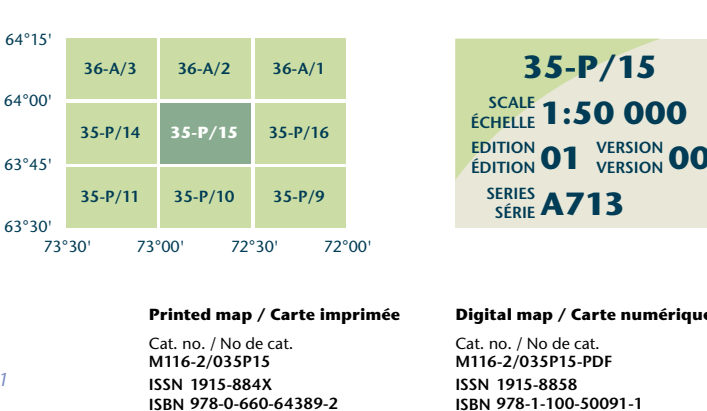 64°15'
36-A/3 36-A/2 36-A/1
64°00'
35-P/14 35-P/15 35-P/16
63°45'
35-P/11 35-P/10 35-P/9
63°30'
73°30' 73°00' 72°30' 72°00'
35-P/15
SCALE
ÉCHELLE 1:50 000
EDITION
ÉDITION 01 VERSION
VERSION 00
SERIES
SÉRIE A713
Printed map / Carte imprimée
Cat. no. / No de cat.
M116-2/035P15
ISSN 1915-884X
ISBN 978-0-660-64389-2
Digital map / Carte numérique
Cat. no. / No de cat.
M116-2/035P15-PDF
ISSN 1915-8858
ISBN 978-1-100-50091-1
1